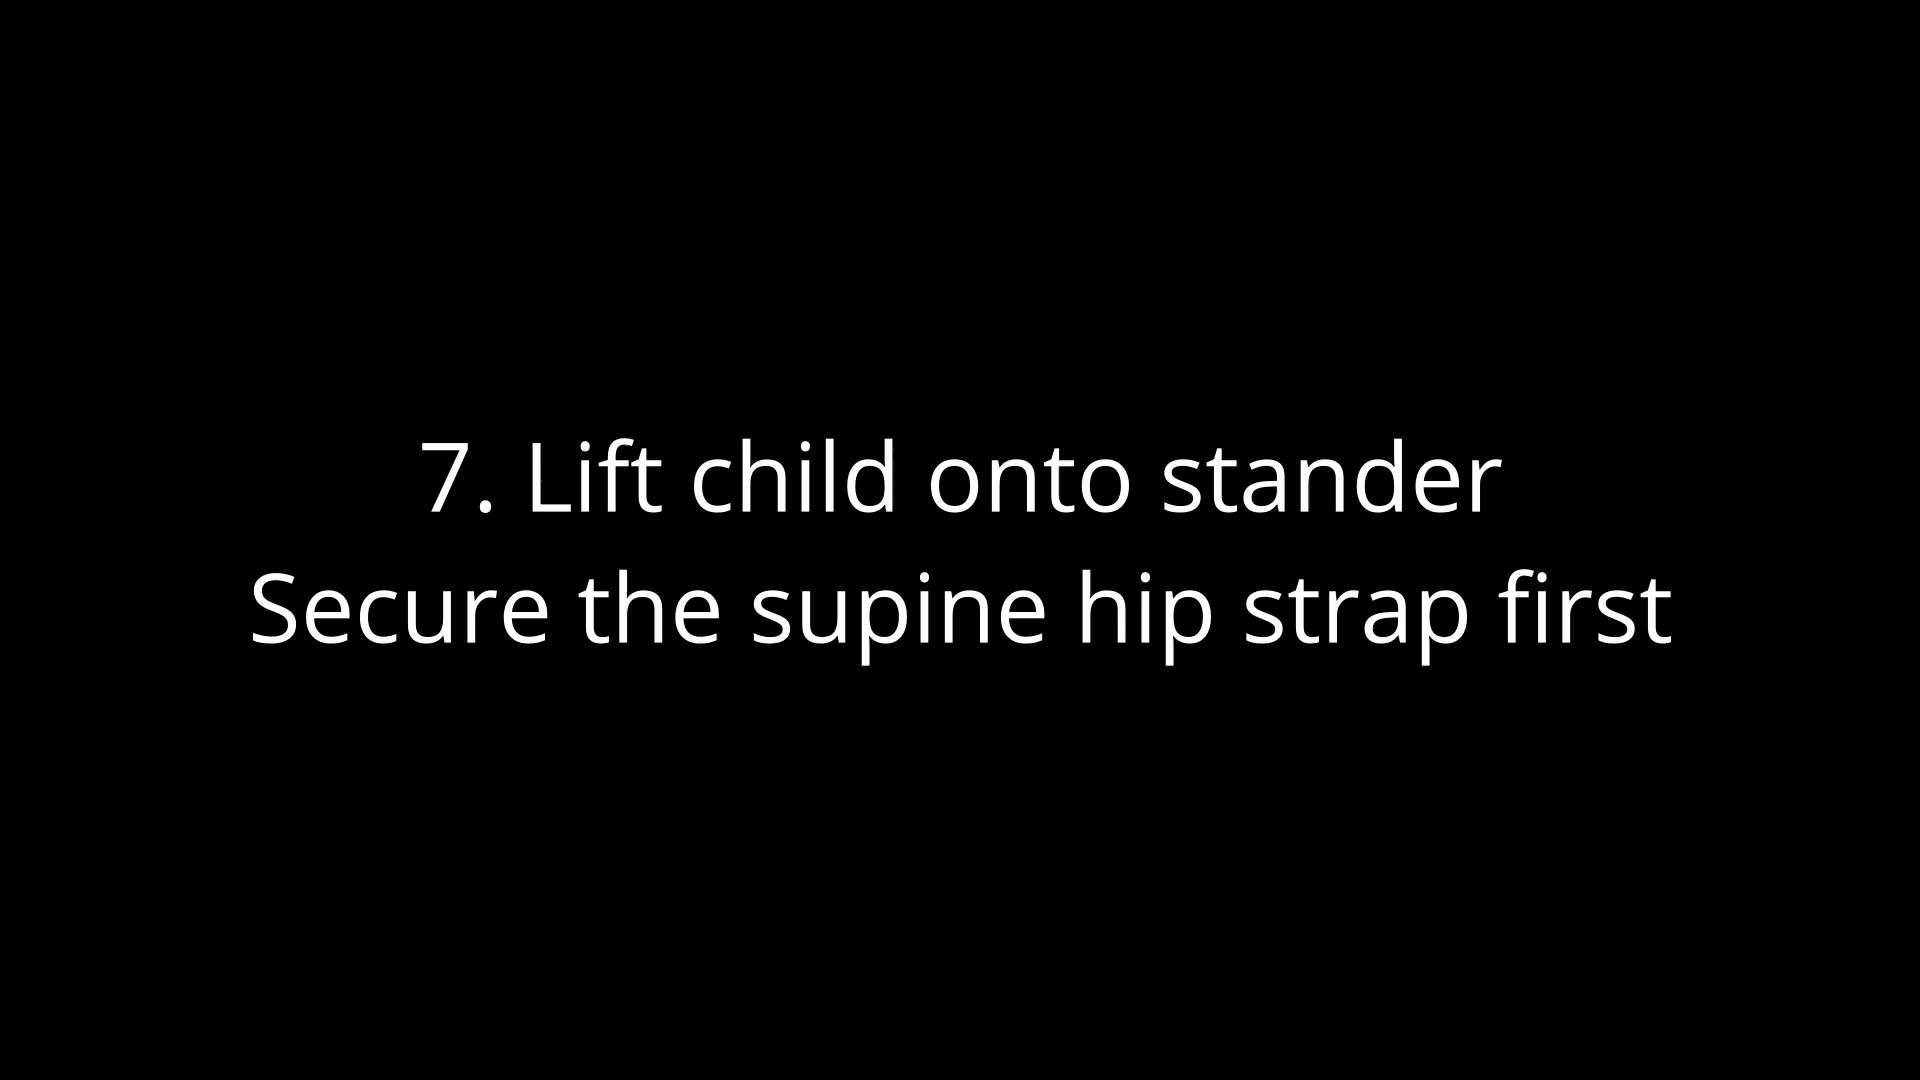 7. Lift child onto stander
Secure the supine hip strap first